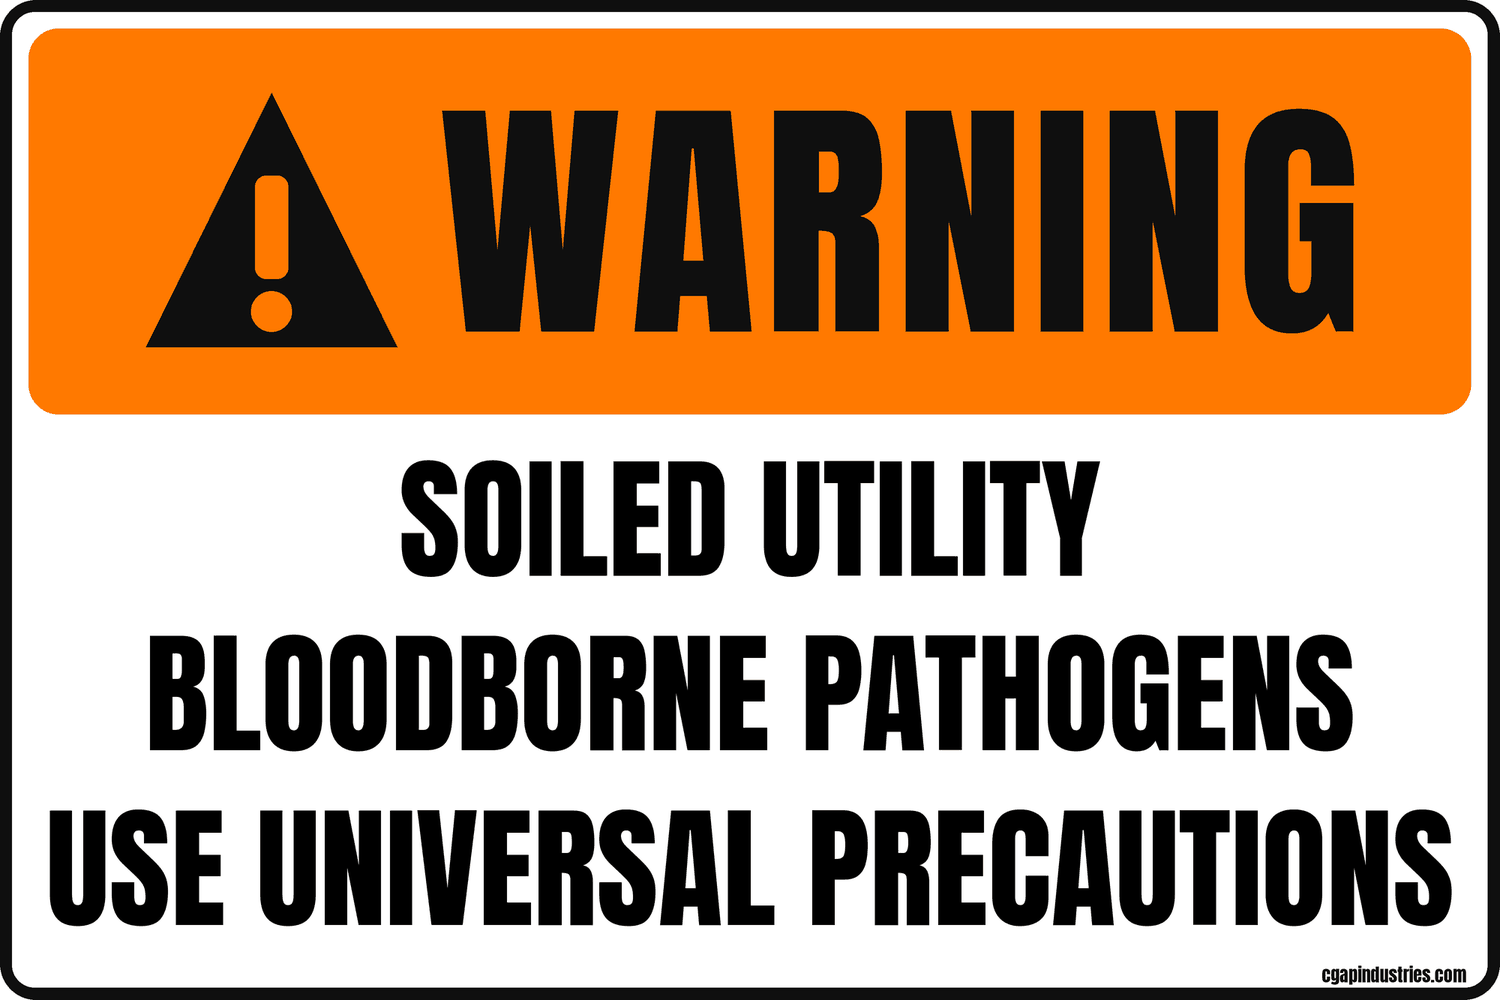 WARNING
SOILED UTILITY
BLOODBORNE PATHOGENS
USE UNIVERSAL PRECAUTIONS
cgapindustries.com